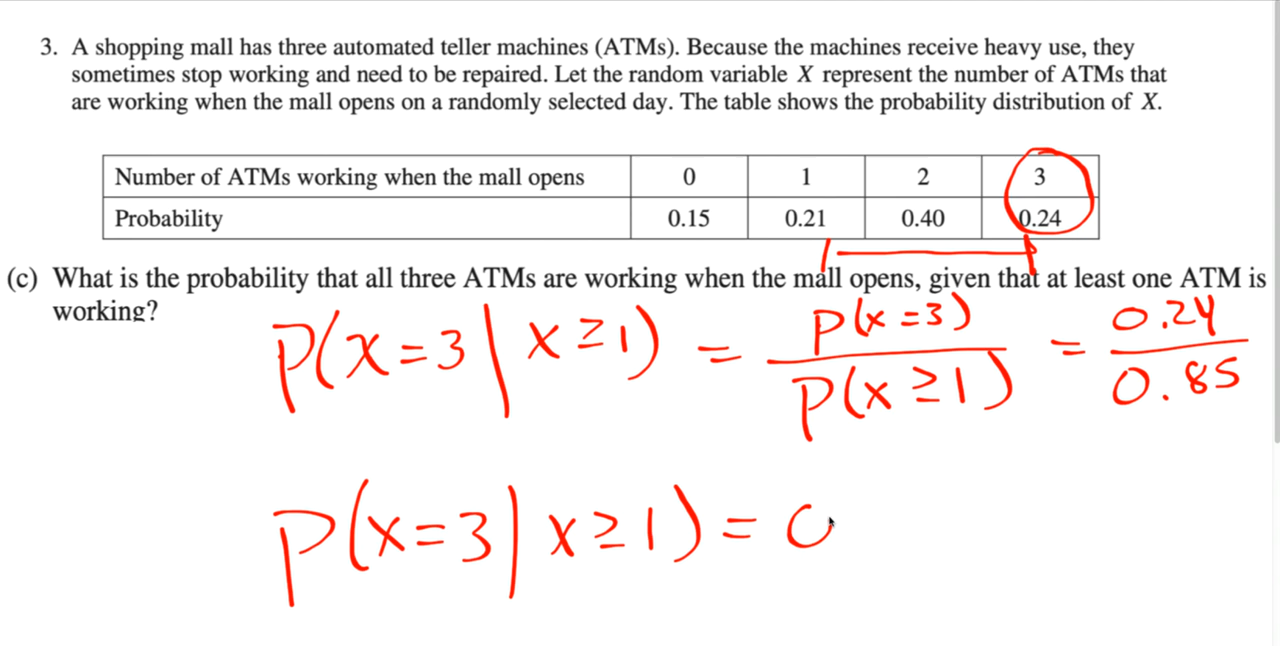 3. A shopping mall has three automated teller machines (ATMs). Because the machines receive heavy use, they
sometimes stop working and need to be repaired. Let the random variable X represent the number of ATMs that
are working when the mall opens on a randomly selected day. The table shows the probability distribution of X.
Number of ATMs working when the mall opens 0 1 2 3
Probability 0.15 0.21 0.40 0.24
(c) What is the probability that all three ATMs are working when the mall opens, given that at least one ATM is
working?
P(x=3 | x≥1) = P(x=3) / P(x≥1) = 0.24 / 0.85
P(x=3 | x≥1) = 0